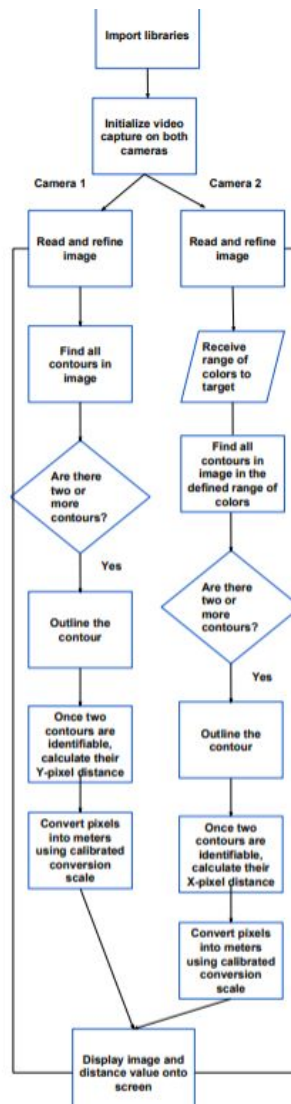 Import libraries
Initialize video
capture on both
cameras
Camera 1
Camera 2
Read and refine
image
Read and refine
image
Find all
contours in
image
Receive
range of
colors to
target
Find all
contours in
image in the
defined range of
colors
Are there
two or
more
contours?
Yes
Are there
two or
more
contours?
Yes
Outline the
contour
Outline the
contour
Once two
contours are
identifiable,
calculate their
Y-pixel distance
Once two
contours are
identifiable,
calculate their
X-pixel distance
Convert pixels
into meters
using calibrated
conversion
scale
Convert pixels
into meters
using calibrated
conversion
scale
Display image and
distance value onto
screen